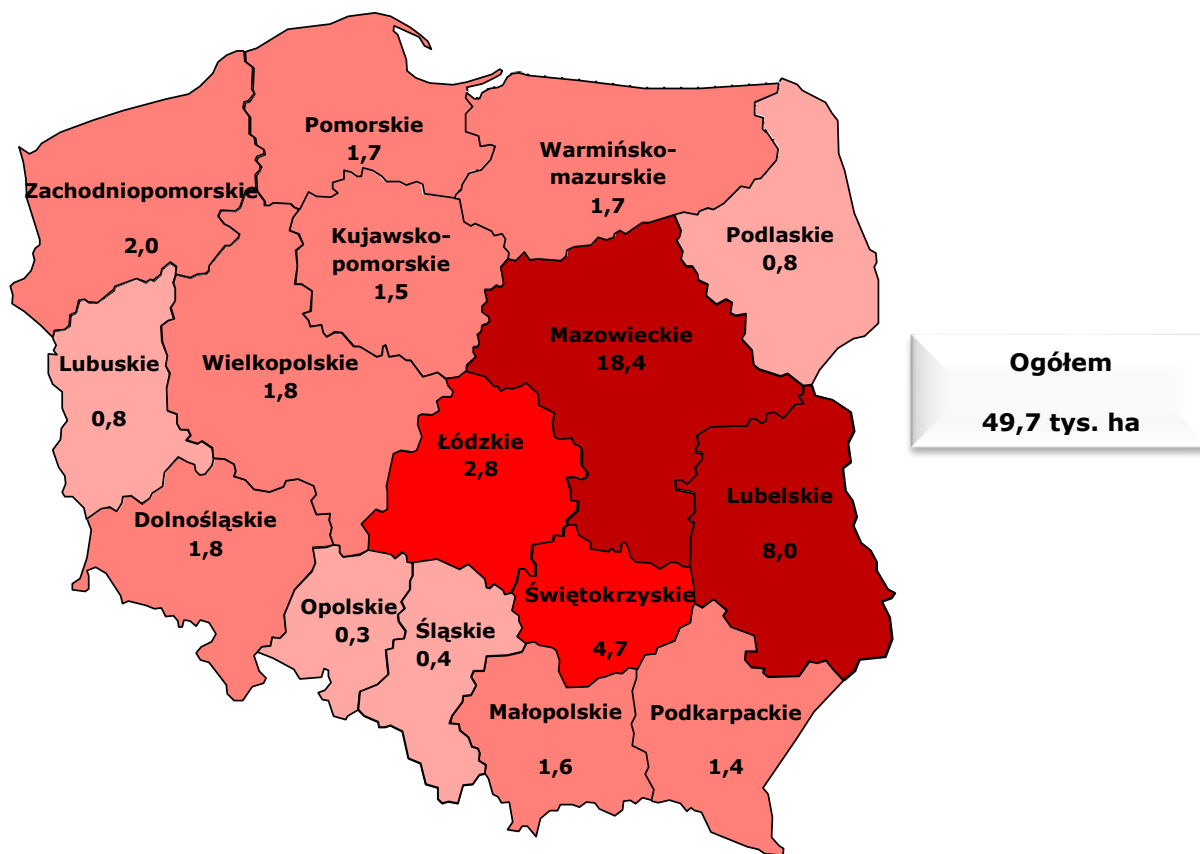 Pomorskie
1,7
Warmińsko-
mazurskie
1,7
Zachodniopomorskie
2,0
Kujawsko-
pomorskie
1,5
Podlaskie
0,8
Mazowieckie
18,4
Lubuskie
0,8
Wielkopolskie
1,8
Ogółem
49,7 tys. ha
Łódzkie
2,8
Lubelskie
8,0
Dolnośląskie
1,8
Świętokrzyskie
4,7
Opolskie
0,3
Śląskie
0,4
Małopolskie
1,6
Podkarpackie
1,4